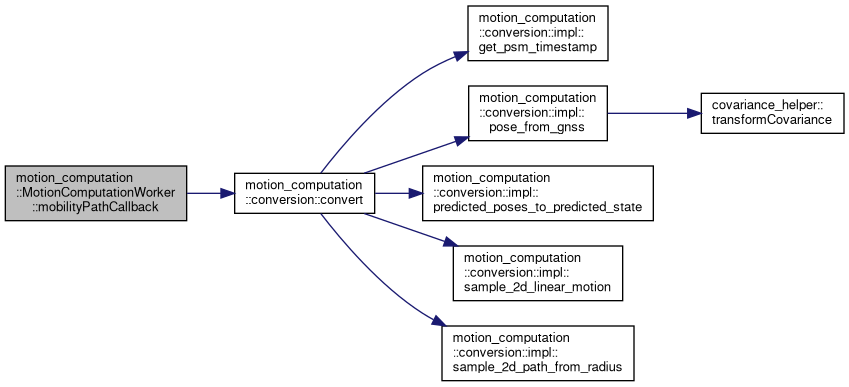 motion_computation
::MotionComputationWorker
::mobilityPathCallback
motion_computation
::conversion::convert
motion_computation
::conversion::impl::
get_psm_timestamp
motion_computation
::conversion::impl::
pose_from_gnss
covariance_helper::
transformCovariance
motion_computation
::conversion::impl::
predicted_poses_to_predicted_state
motion_computation
::conversion::impl::
sample_2d_linear_motion
motion_computation
::conversion::impl::
sample_2d_path_from_radius